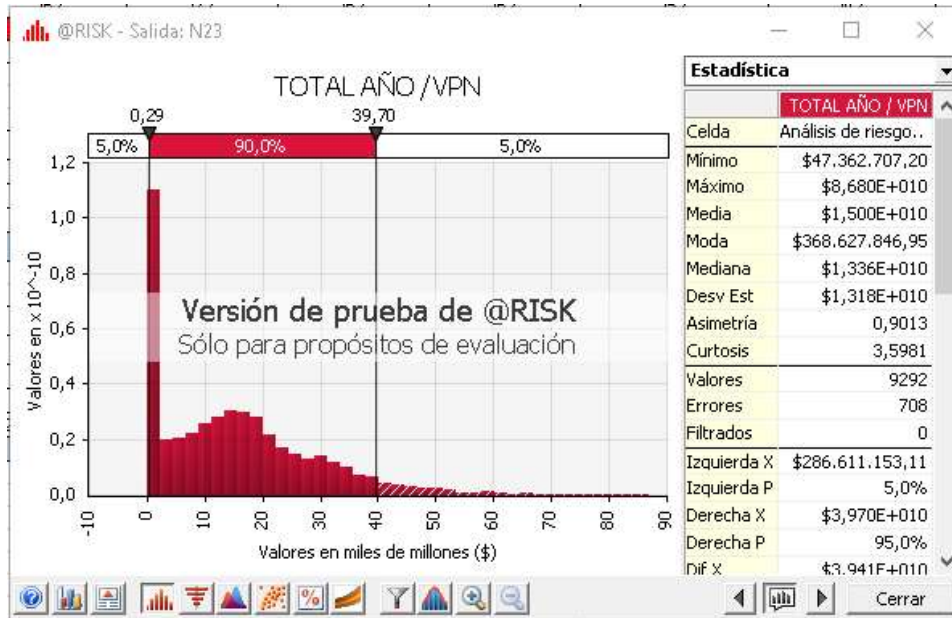 @RISK - Salida: N23
TOTAL AÑO / VPN
0,29 39,70
5,0% 90,0% 5,0%
1,2
1,0
0,8
0,6
0,4
0,2
0,0
Valores en x 10^-10
Versión de prueba de @RISK
Sólo para propósitos de evaluación
-10 0 10 20 30 40 50 60 70 80 90
Valores en miles de millones ($)
Estadística
TOTAL AÑO / VPN
Celda Análisis de riesgo..
Mínimo $47.362.707,20
Máximo $8,680E+010
Media $1,500E+010
Moda $368.627.846,95
Mediana $1,336E+010
Desv Est $1,318E+010
Asimetría 0,9013
Curtosis 3,5981
Valores 9292
Errores 708
Filtrados 0
Izquierda X $286.611.153,11
Izquierda P 5,0%
Derecha X $3,970E+010
Derecha P 95,0%
Dif X $3,941E+010
Cerrar